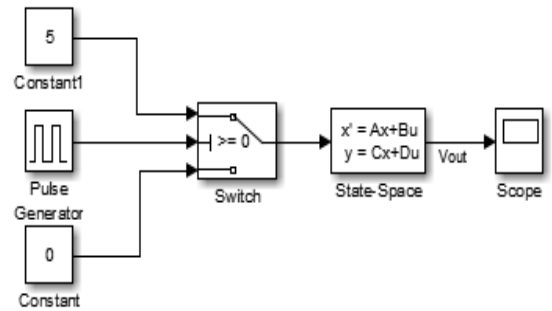 5
Constant1
Pulse
Generator
0
Constant
>= 0
Switch
x' = Ax+Bu
y = Cx+Du
State-Space
Vout
Scope